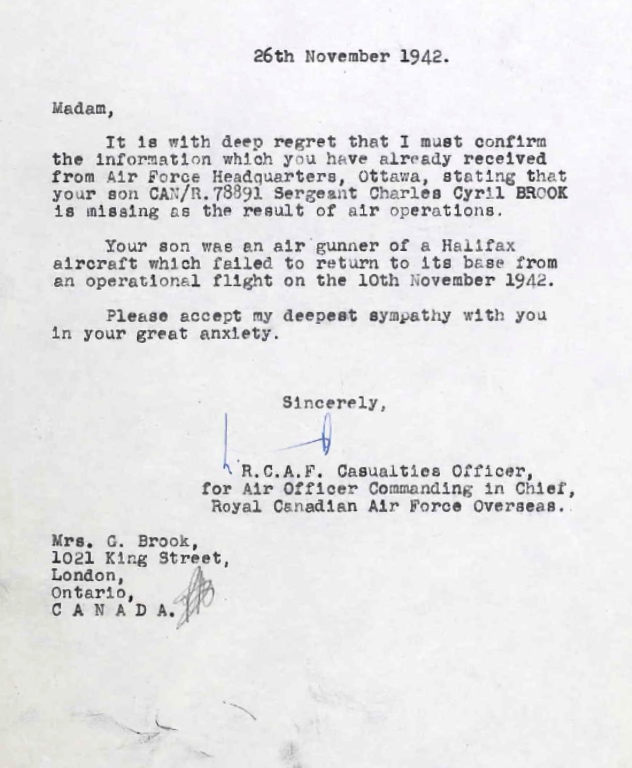 26th November 1942.
Madam,
It is with deep regret that I must confirm
the information which you have already received
from Air Force Headquarters, Ottawa, stating that
your son CAN/R.78891 Sergeant Charles Cyril BROOK
is missing as the result of air operations.
Your son was an air gunner of a Halifax
aircraft which failed to return to its base from
an operational flight on the 10th November 1942.
Please accept my deepest sympathy with you
in your great anxiety.
Sincerely,
R.C.A.F. Casualties Officer,
for Air Officer Commanding in Chief,
Royal Canadian Air Force Overseas.
Mrs. G. Brook,
1021 King Street,
London,
Ontario,
C A N A D A.